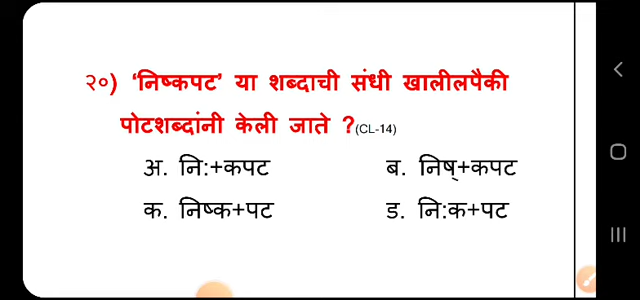 २०) ‘निष्कपट’ या शब्दाची संधी खालीलपैकी
पोटशब्दांनी केली जाते ?(CL-14)
अ. नि:+कपट ब. निष्+कपट
क. निष्क+पट ड. नि:क+पट